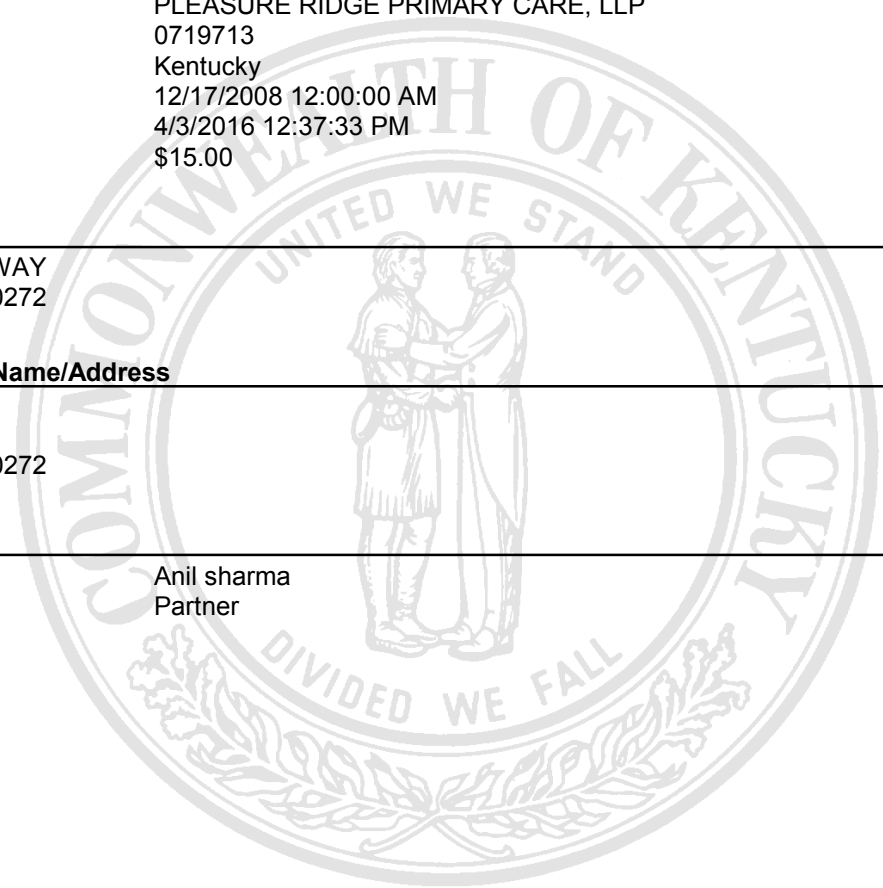 PLEASURE RIDGE PRIMARY CARE, LLP
0719713
Kentucky
12/17/2008 12:00:00 AM
4/3/2016 12:37:33 PM
$15.00
COMMONWEALTH OF KENTUCKY
UNITED WE STAND
WAY
0272
Name/Address
0272
Anil sharma
Partner
DIVIDED WE FALL